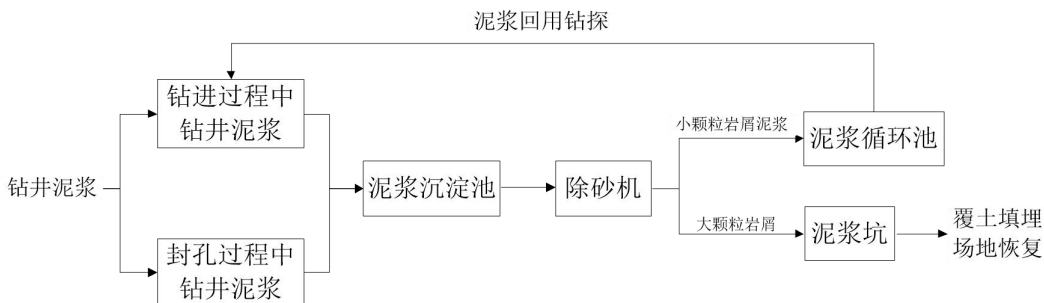 泥浆回用钻探
钻进过程中
钻井泥浆
小颗粒岩屑泥浆
泥浆循环池
钻井泥浆
泥浆沉淀池
除砂机
大颗粒岩屑
泥浆坑
覆土填埋
场地恢复
封孔过程中
钻井泥浆